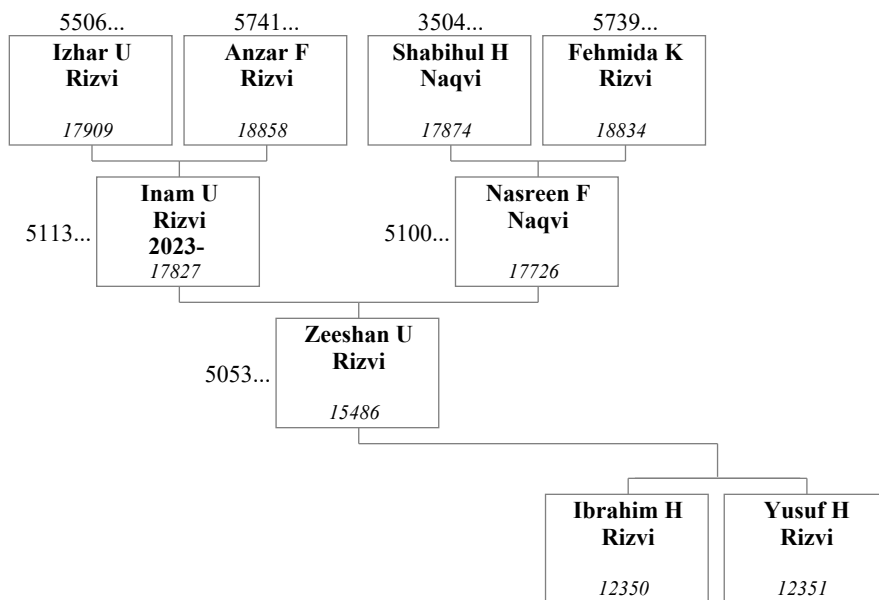 5506...
5741...
3504...
5739...
Izhar U
Rizvi
17909
Anzar F
Rizvi
18858
Shabihul H
Naqvi
17874
Fehmida K
Rizvi
18834
5113...
Inam U
Rizvi
2023-
17827
5100...
Nasreen F
Naqvi
17726
5053...
Zeeshan U
Rizvi
15486
Ibrahim H
Rizvi
12350
Yusuf H
Rizvi
12351